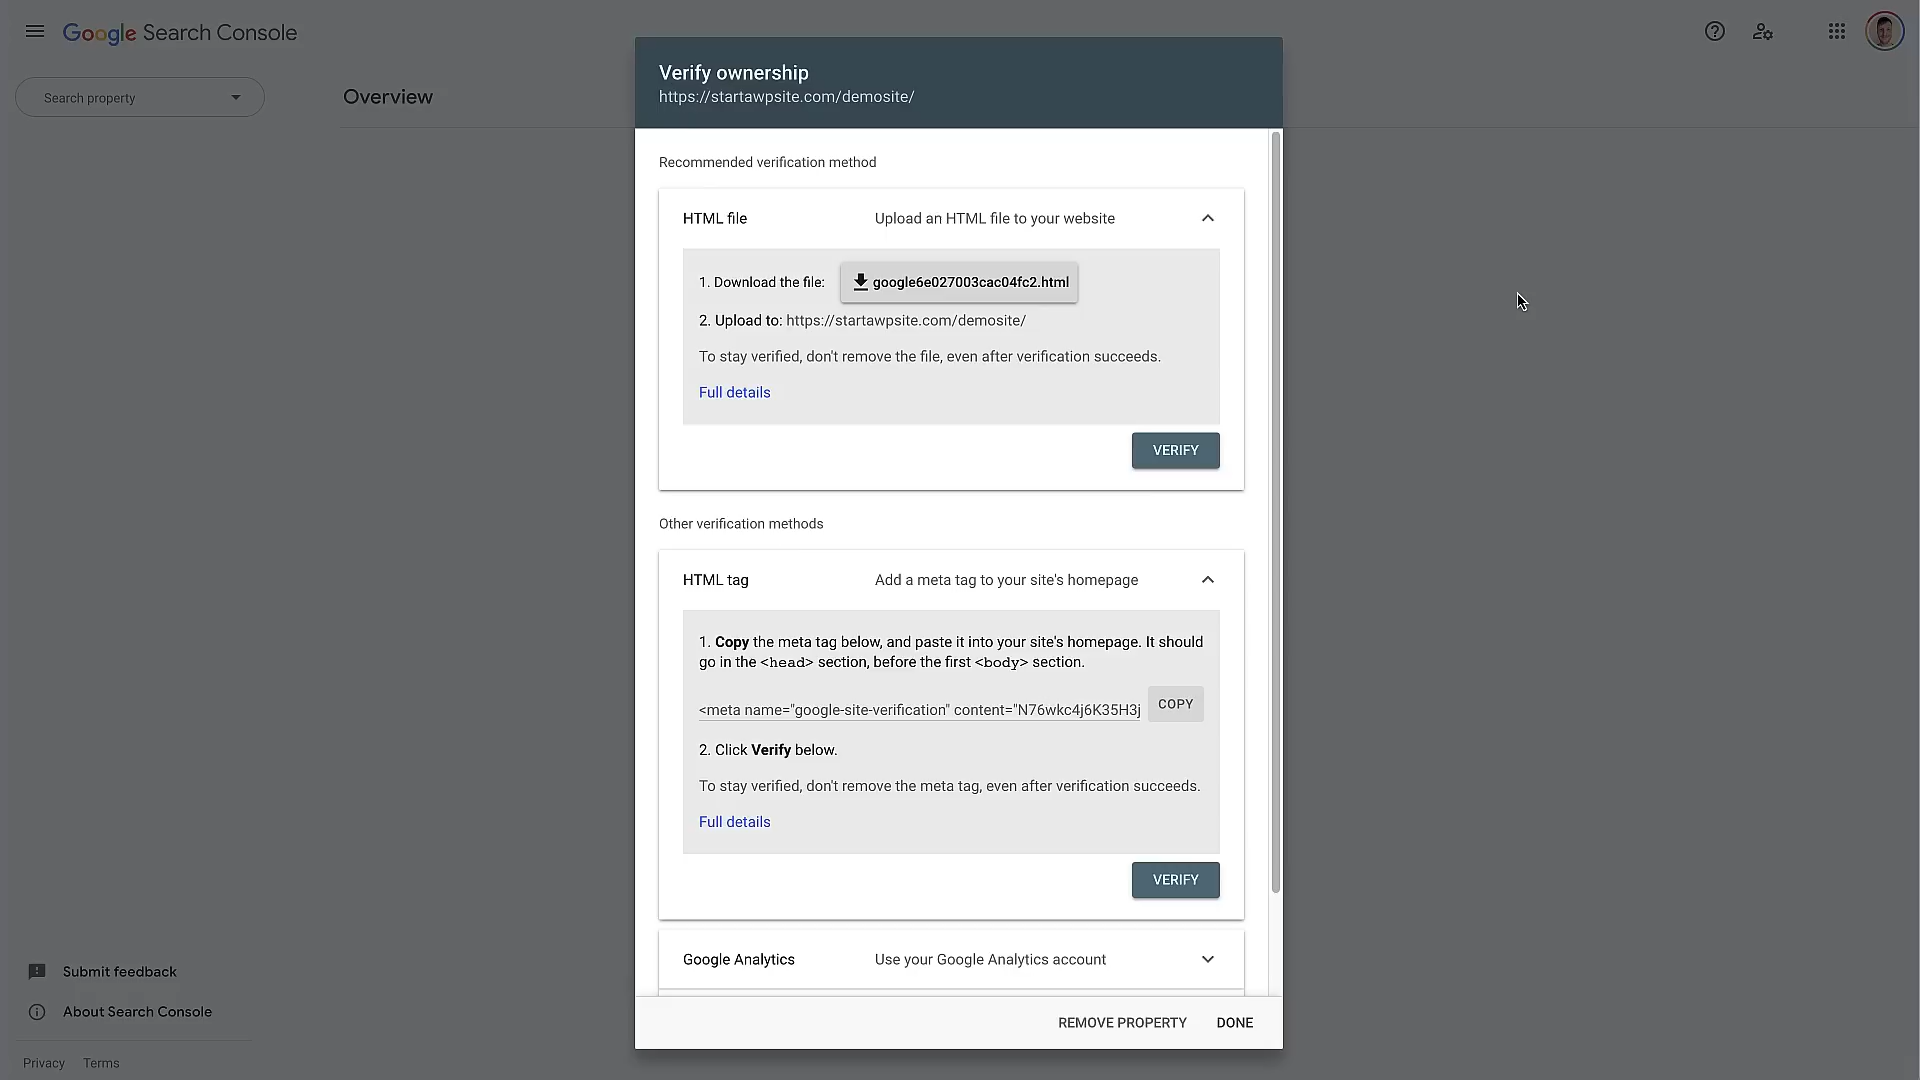 Google Search Console
Search property
Overview
Verify ownership
https://startawpsite.com/demosite/
Recommended verification method
HTML file
Upload an HTML file to your website
1. Download the file:
google6e027003cac04fc2.html
2. Upload to: https://startawpsite.com/demosite/
To stay verified, don't remove the file, even after verification succeeds.
Full details
VERIFY
Other verification methods
HTML tag
Add a meta tag to your site's homepage
1. Copy the meta tag below, and paste it into your site's homepage. It should
go in the <head> section, before the first <body> section.
<meta name="google-site-verification" content="N76wkc4j6K35H3j
COPY
2. Click Verify below.
To stay verified, don't remove the meta tag, even after verification succeeds.
Full details
VERIFY
Google Analytics
Use your Google Analytics account
REMOVE PROPERTY
DONE
Submit feedback
About Search Console
Privacy
Terms